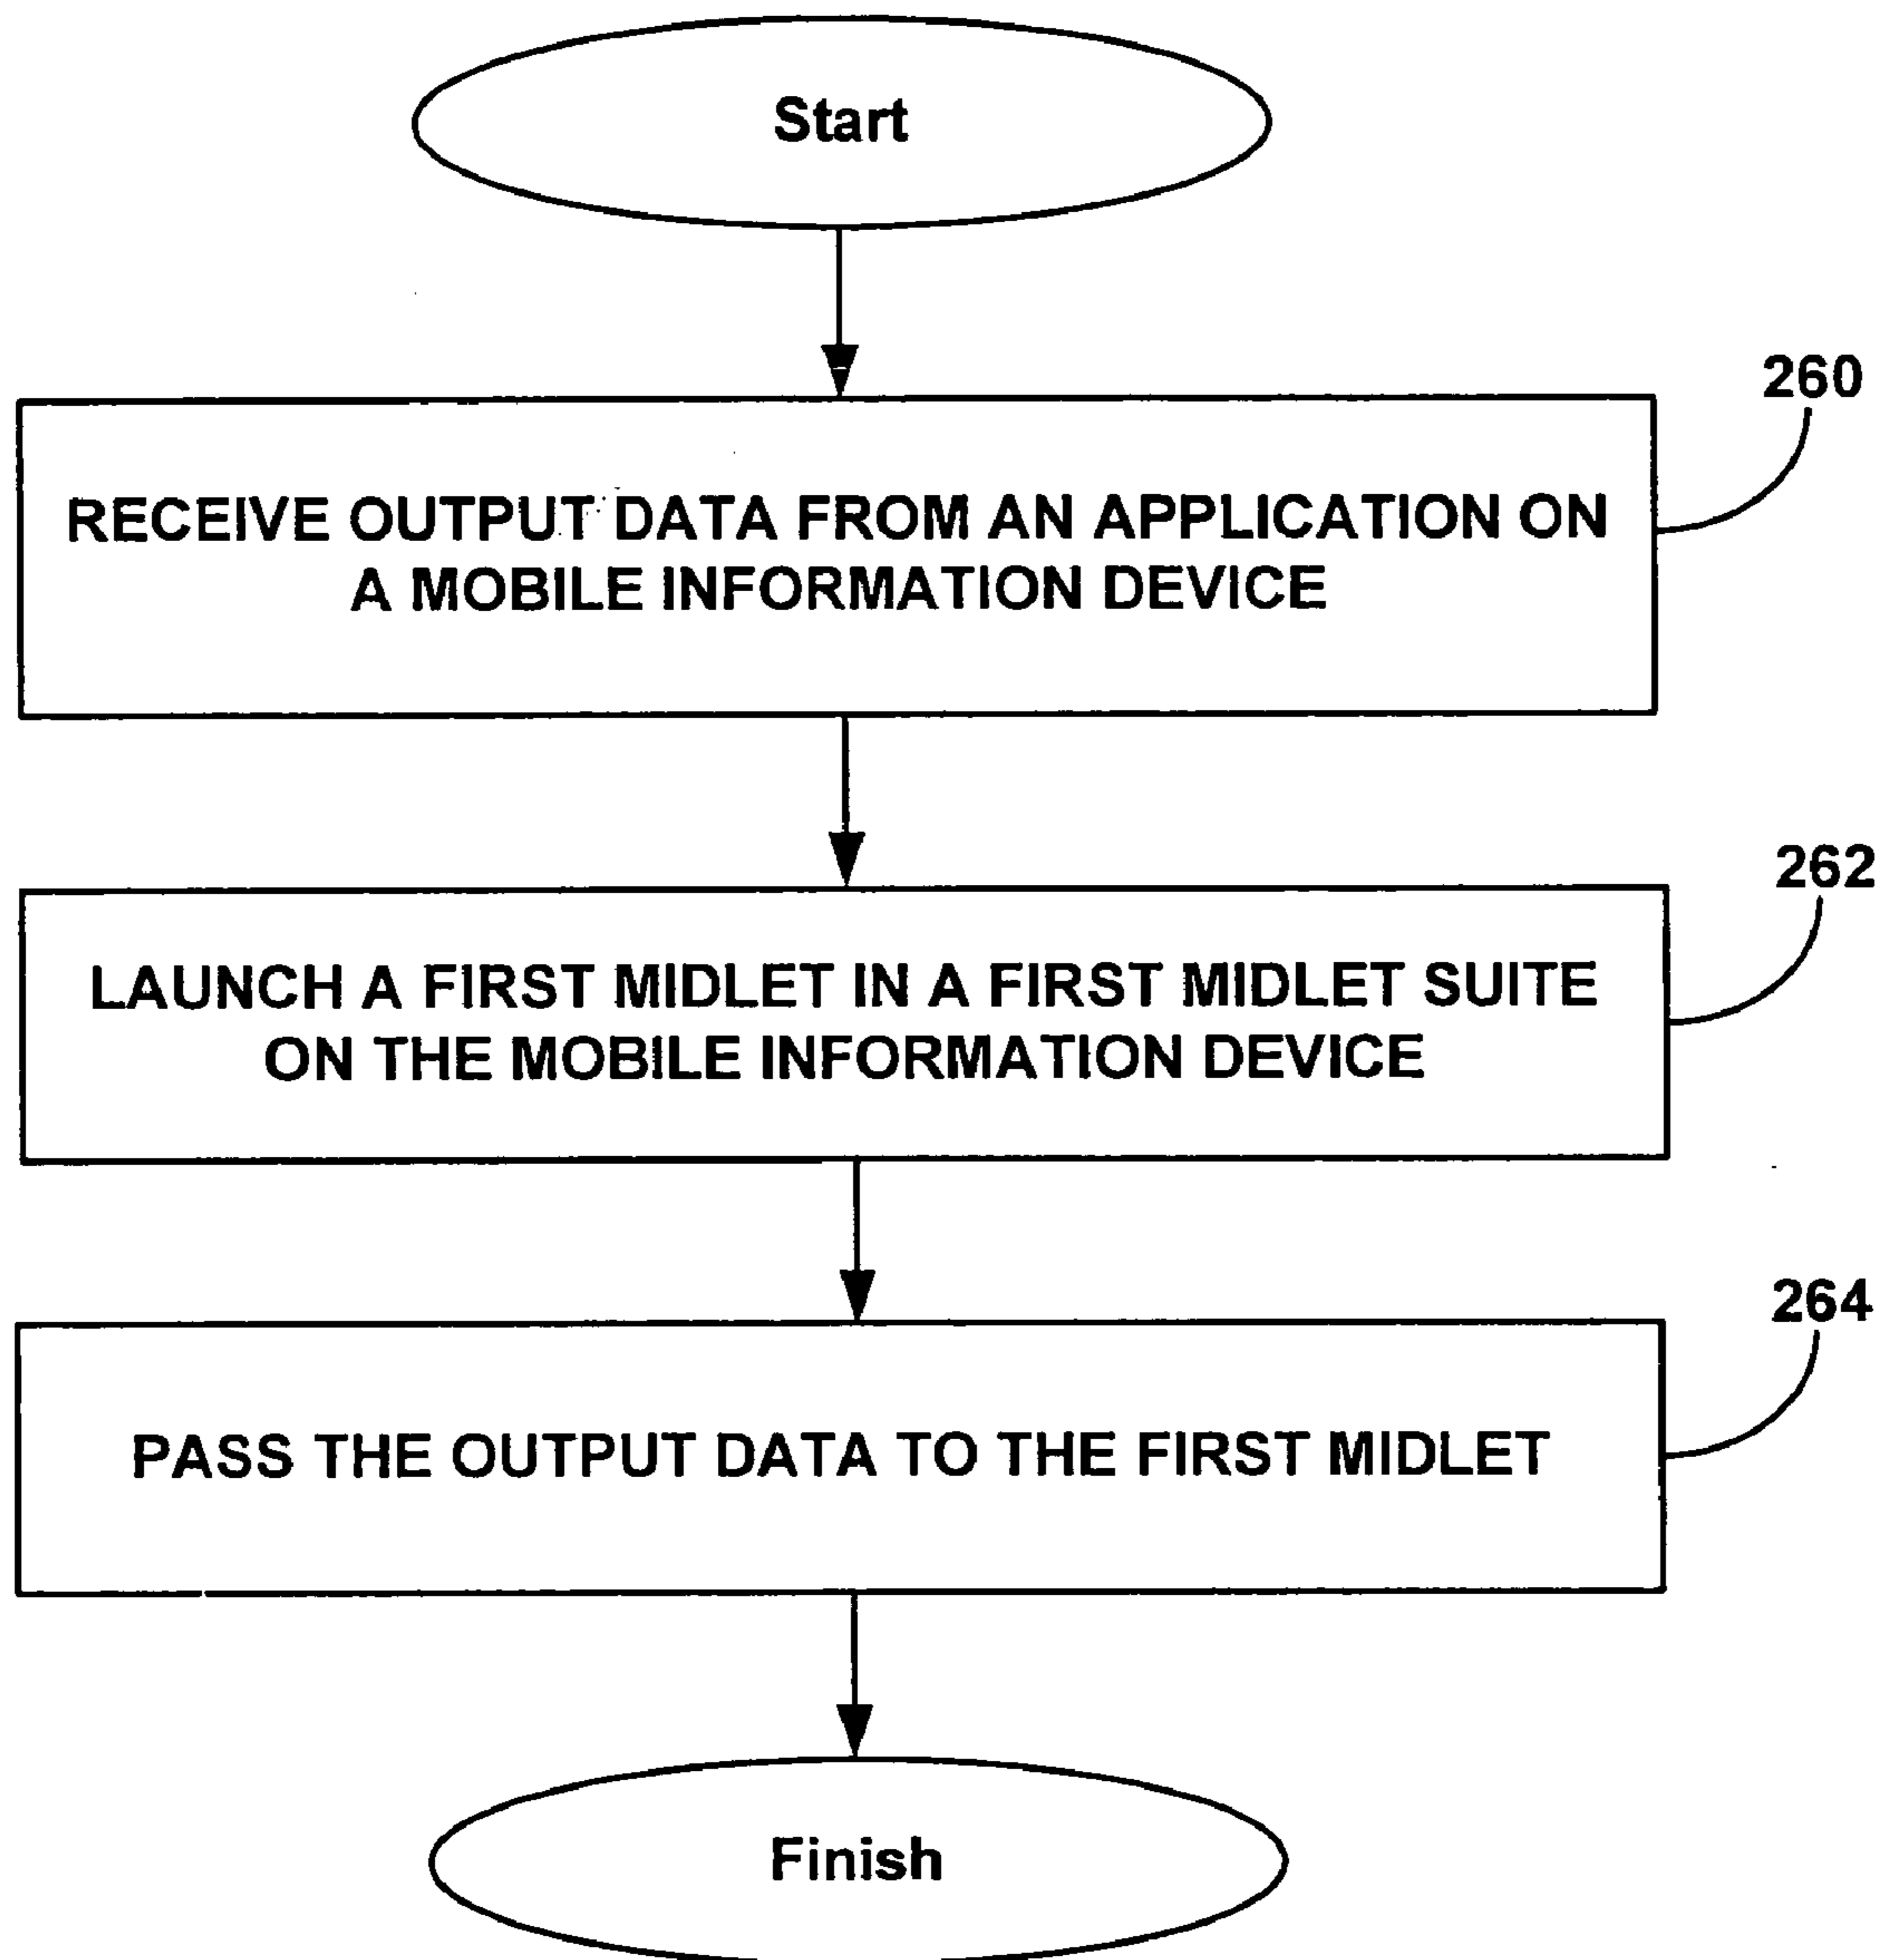 Start
260
RECEIVE OUTPUT DATA FROM AN APPLICATION ON
A MOBILE INFORMATION DEVICE
262
LAUNCH A FIRST MIDLET IN A FIRST MIDLET SUITE
ON THE MOBILE INFORMATION DEVICE
264
PASS THE OUTPUT DATA TO THE FIRST MIDLET
Finish